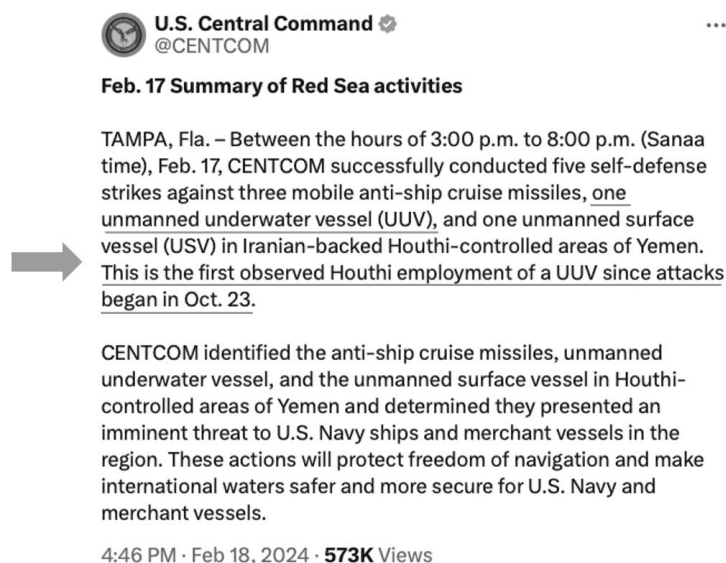 U.S. Central Command
@CENTCOM
Feb. 17 Summary of Red Sea activities
TAMPA, Fla. – Between the hours of 3:00 p.m. to 8:00 p.m. (Sanaa
time), Feb. 17, CENTCOM successfully conducted five self-defense
strikes against three mobile anti-ship cruise missiles, one
unmanned underwater vessel (UUV), and one unmanned surface
vessel (USV) in Iranian-backed Houthi-controlled areas of Yemen.
This is the first observed Houthi employment of a UUV since attacks
began in Oct. 23.
CENTCOM identified the anti-ship cruise missiles, unmanned
underwater vessel, and the unmanned surface vessel in Houthi-
controlled areas of Yemen and determined they presented an
imminent threat to U.S. Navy ships and merchant vessels in the
region. These actions will protect freedom of navigation and make
international waters safer and more secure for U.S. Navy and
merchant vessels.
4:46 PM · Feb 18, 2024 · 573K Views